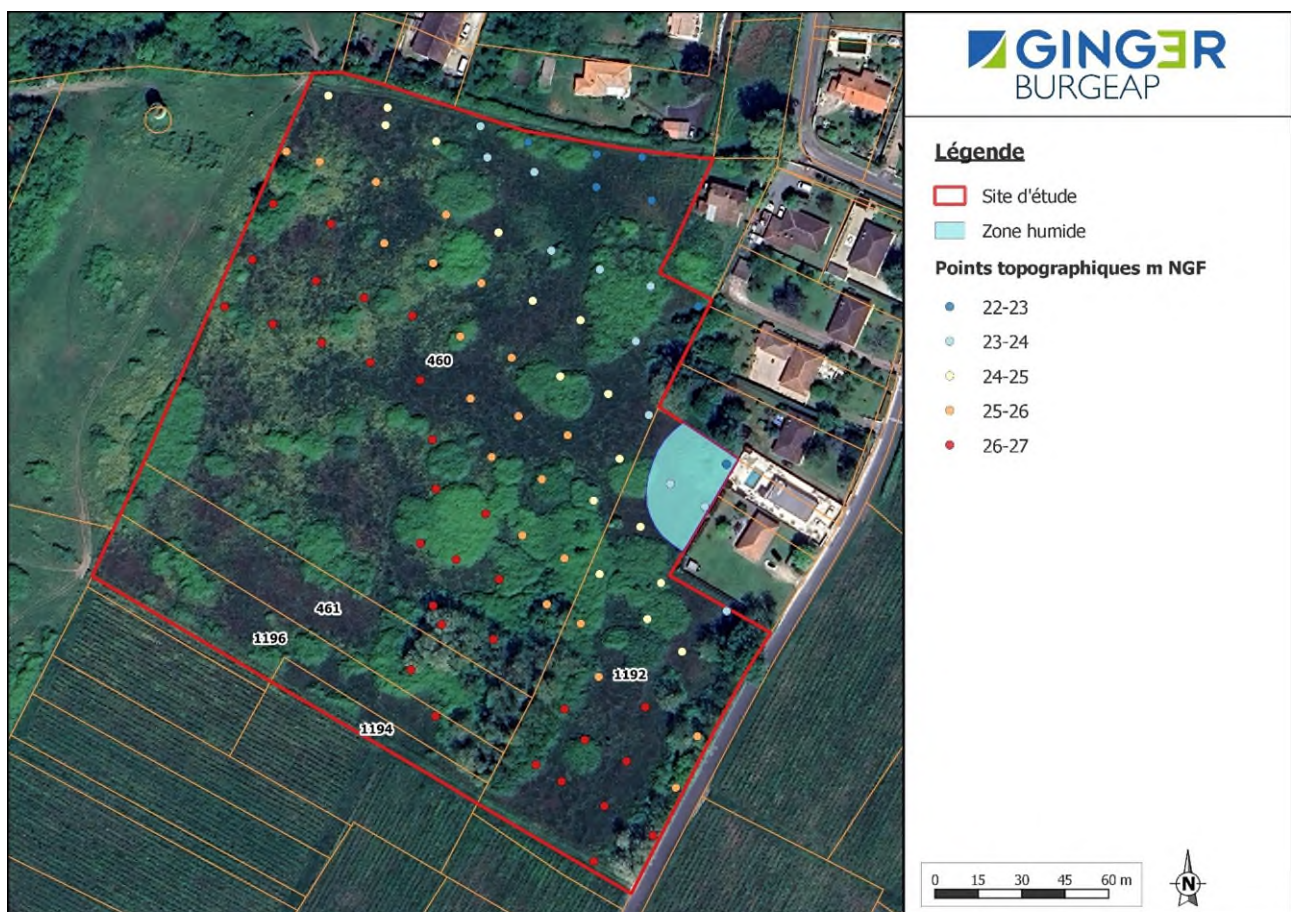 GINGER
BURGEAP
Légende
Site d'étude
Zone humide
Points topographiques m NGF
22-23
23-24
24-25
25-26
26-27
460
461
1196
1192
1194
0 15 30 45 60 m
N